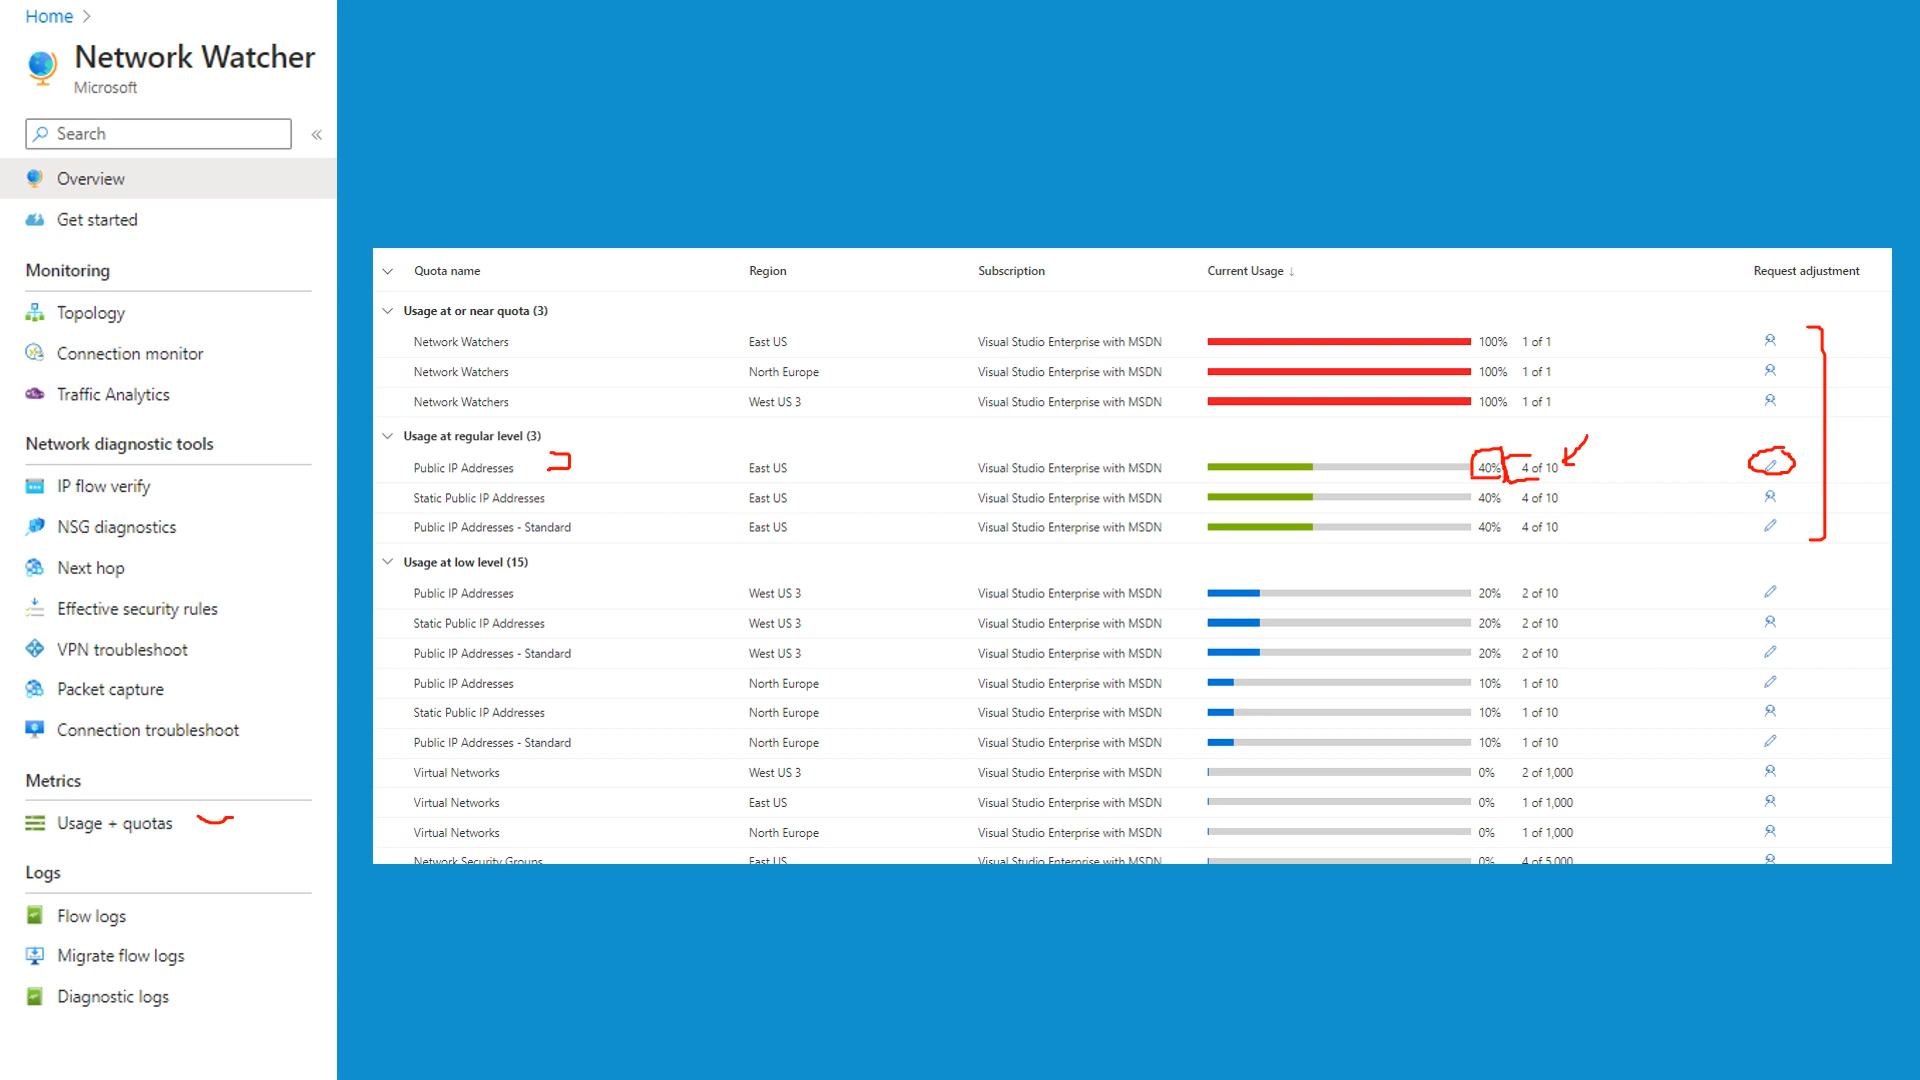 Home
Network Watcher
Microsoft
Search
Overview
Get started
Monitoring
Topology
Connection monitor
Traffic Analytics
Network diagnostic tools
IP flow verify
NSG diagnostics
Next hop
Effective security rules
VPN troubleshoot
Packet capture
Connection troubleshoot
Metrics
Usage + quotas
Logs
Flow logs
Migrate flow logs
Diagnostic logs
Quota name Region Subscription Current Usage ↓ Request adjustment
Usage at or near quota (3)
Network Watchers East US Visual Studio Enterprise with MSDN 100% 1 of 1
Network Watchers North Europe Visual Studio Enterprise with MSDN 100% 1 of 1
Network Watchers West US 3 Visual Studio Enterprise with MSDN 100% 1 of 1
Usage at regular level (3)
Public IP Addresses East US Visual Studio Enterprise with MSDN 40% 4 of 10
Static Public IP Addresses East US Visual Studio Enterprise with MSDN 40% 4 of 10
Public IP Addresses - Standard East US Visual Studio Enterprise with MSDN 40% 4 of 10
Usage at low level (15)
Public IP Addresses West US 3 Visual Studio Enterprise with MSDN 20% 2 of 10
Static Public IP Addresses West US 3 Visual Studio Enterprise with MSDN 20% 2 of 10
Public IP Addresses - Standard West US 3 Visual Studio Enterprise with MSDN 20% 2 of 10
Public IP Addresses North Europe Visual Studio Enterprise with MSDN 10% 1 of 10
Static Public IP Addresses North Europe Visual Studio Enterprise with MSDN 10% 1 of 10
Public IP Addresses - Standard North Europe Visual Studio Enterprise with MSDN 10% 1 of 10
Virtual Networks West US 3 Visual Studio Enterprise with MSDN 0% 2 of 1,000
Virtual Networks East US Visual Studio Enterprise with MSDN 0% 1 of 1,000
Virtual Networks North Europe Visual Studio Enterprise with MSDN 0% 1 of 1,000
Network Security Groups East US Visual Studio Enterprise with MSDN 0% 4 of 5,000